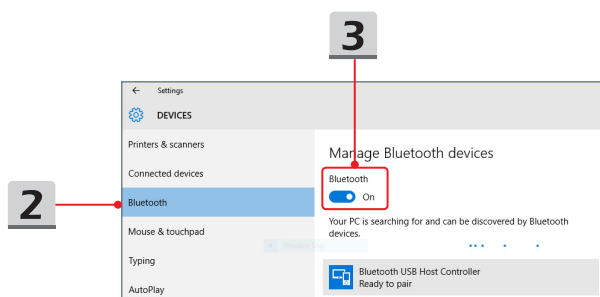 3
← Settings
DEVICES
Printers & scanners
Connected devices
Bluetooth
Mouse & touchpad
Typing
AutoPlay
2
Manage Bluetooth devices
Bluetooth
On
Your PC is searching for and can be discovered by Bluetooth
devices.
Bluetooth USB Host Controller
Ready to pair